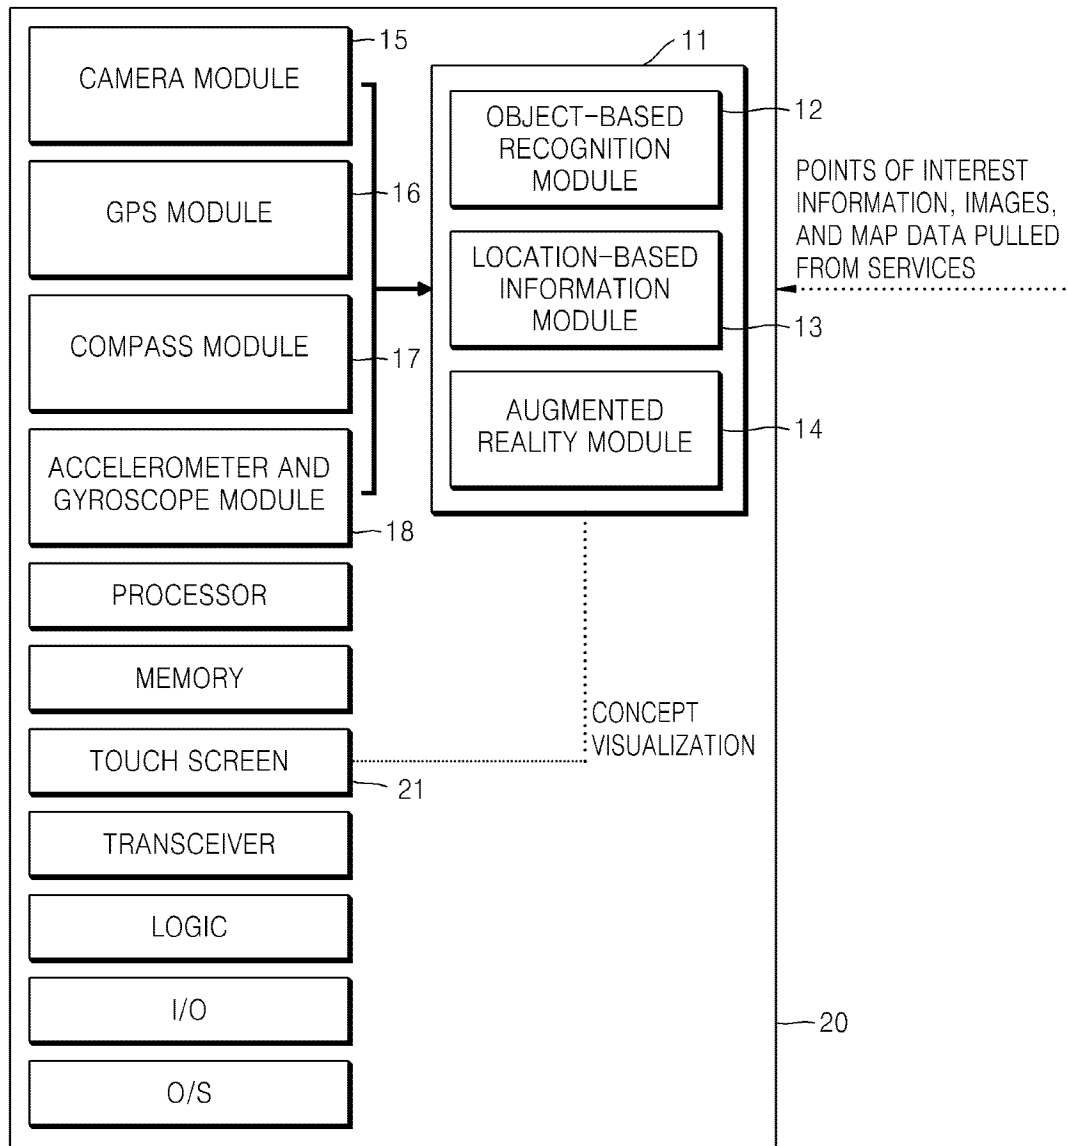 CAMERA MODULE
15
GPS MODULE
16
COMPASS MODULE
17
ACCELEROMETER AND
GYROSCOPE MODULE
18
PROCESSOR
MEMORY
TOUCH SCREEN
21
TRANSCEIVER
LOGIC
I/O
O/S
11
OBJECT-BASED
RECOGNITION
MODULE
12
LOCATION-BASED
INFORMATION
MODULE
13
AUGMENTED
REALITY MODULE
14
CONCEPT
VISUALIZATION
POINTS OF INTEREST
INFORMATION, IMAGES,
AND MAP DATA PULLED
FROM SERVICES
20